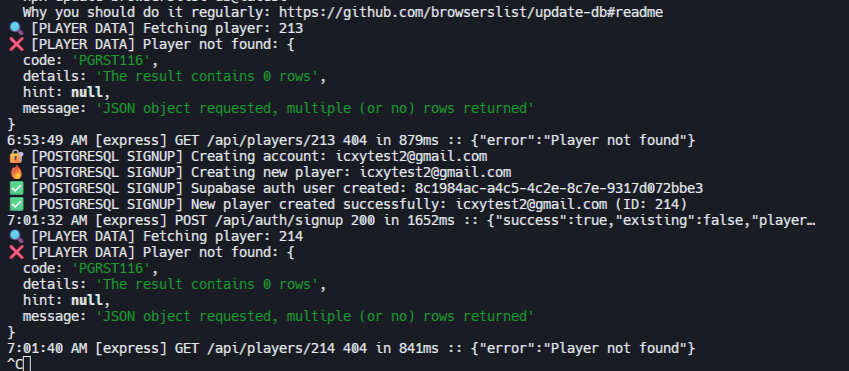 Why you should do it regularly: https://github.com/browserslist/update-db#readme
🔍 [PLAYER DATA] Fetching player: 213
❌ [PLAYER DATA] Player not found: {
  code: 'PGRST116',
  details: 'The result contains 0 rows',
  hint: null,
  message: 'JSON object requested, multiple (or no) rows returned'
}
6:53:49 AM [express] GET /api/players/213 404 in 879ms :: {"error":"Player not found"}
🔐 [POSTGRESQL SIGNUP] Creating account: icxytest2@gmail.com
🔥 [POSTGRESQL SIGNUP] Creating new player: icxytest2@gmail.com
✅ [POSTGRESQL SIGNUP] Supabase auth user created: 8c1984ac-a4c5-4c2e-8c7e-9317d072bbe3
✅ [POSTGRESQL SIGNUP] New player created successfully: icxytest2@gmail.com (ID: 214)
7:01:32 AM [express] POST /api/auth/signup 200 in 1652ms :: {"success":true,"existing":false,"player…
🔍 [PLAYER DATA] Fetching player: 214
❌ [PLAYER DATA] Player not found: {
  code: 'PGRST116',
  details: 'The result contains 0 rows',
  hint: null,
  message: 'JSON object requested, multiple (or no) rows returned'
}
7:01:40 AM [express] GET /api/players/214 404 in 841ms :: {"error":"Player not found"}
^C